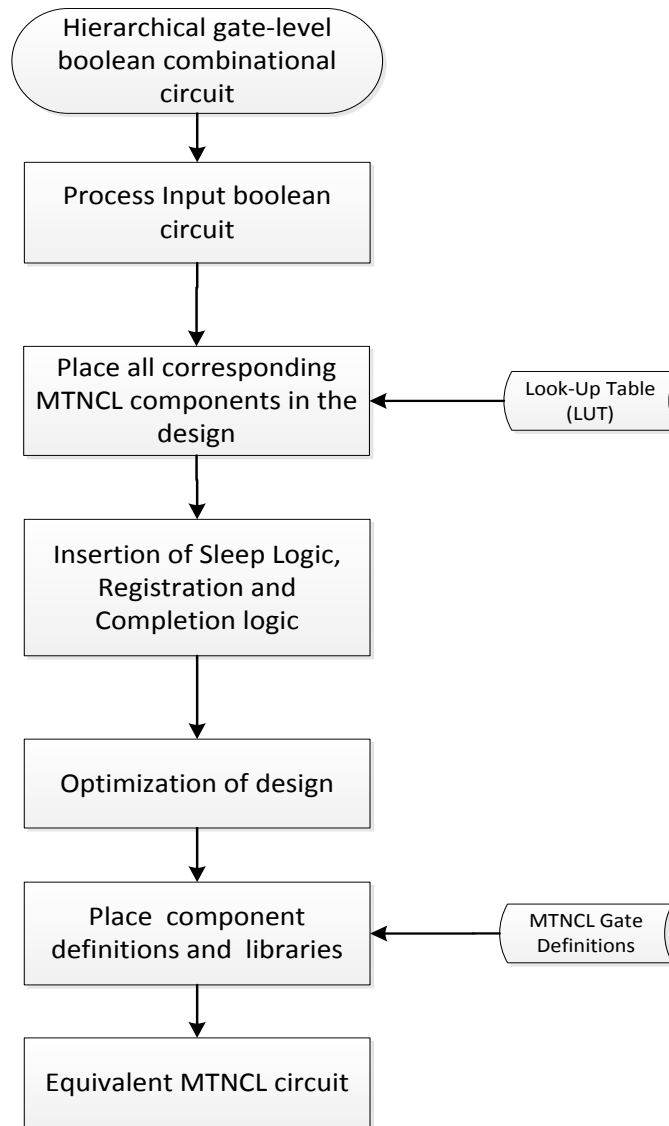 Hierarchical gate-level
boolean combinational
circuit
Process Input boolean
circuit
Place all corresponding
MTNCL components in the
design
Look-Up Table
(LUT)
Insertion of Sleep Logic,
Registration and
Completion logic
Optimization of design
Place component
definitions and libraries
MTNCL Gate
Definitions
Equivalent MTNCL circuit